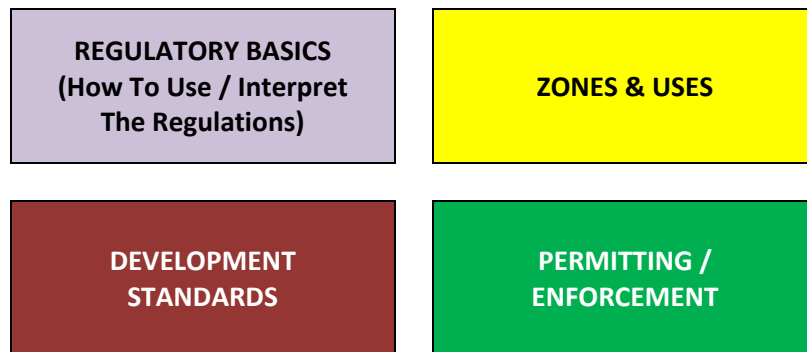 REGULATORY BASICS
(How To Use / Interpret
The Regulations)
ZONES & USES
DEVELOPMENT
STANDARDS
PERMITTING /
ENFORCEMENT